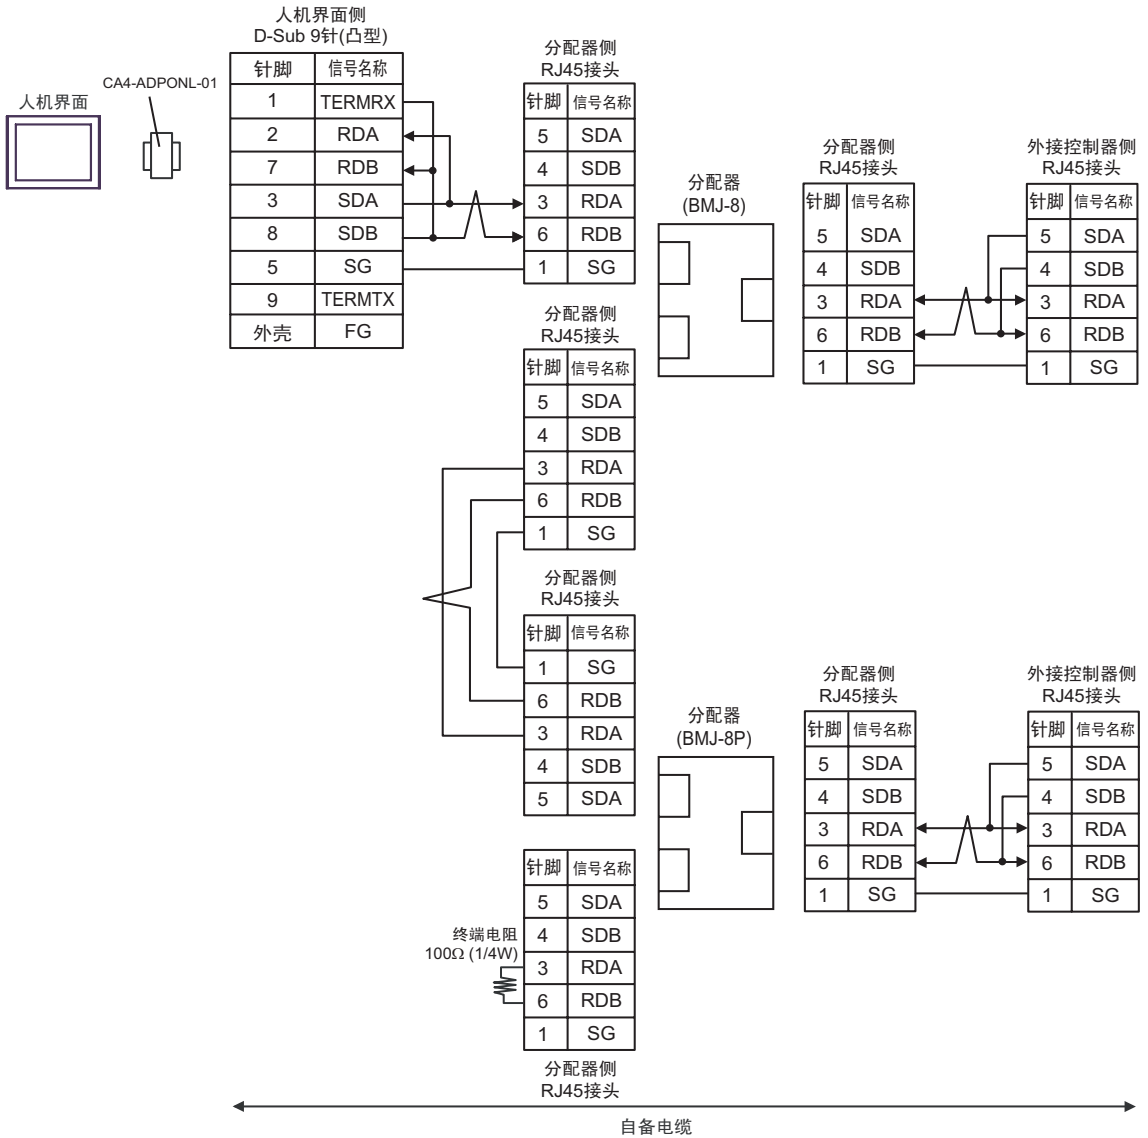 人机界面侧
D-Sub 9针(凸型)
针脚 信号名称
1 TERMRX
2 RDA
7 RDB
3 SDA
8 SDB
5 SG
9 TERMTX
外壳 FG
人机界面
CA4-ADPONL-01
分配器侧
RJ45接头
针脚 信号名称
5 SDA
4 SDB
3 RDA
6 RDB
1 SG
分配器
(BMJ-8)
分配器侧
RJ45接头
针脚 信号名称
5 SDA
4 SDB
3 RDA
6 RDB
1 SG
外接控制器侧
RJ45接头
针脚 信号名称
5 SDA
4 SDB
3 RDA
6 RDB
1 SG
分配器侧
RJ45接头
针脚 信号名称
5 SDA
4 SDB
3 RDA
6 RDB
1 SG
分配器侧
RJ45接头
针脚 信号名称
1 SG
6 RDB
3 RDA
4 SDB
5 SDA
分配器
(BMJ-8P)
分配器侧
RJ45接头
针脚 信号名称
5 SDA
4 SDB
3 RDA
6 RDB
1 SG
外接控制器侧
RJ45接头
针脚 信号名称
5 SDA
4 SDB
3 RDA
6 RDB
1 SG
终端电阻
100Ω (1/4W)
针脚 信号名称
5 SDA
4 SDB
3 RDA
6 RDB
1 SG
分配器侧
RJ45接头
自备电缆